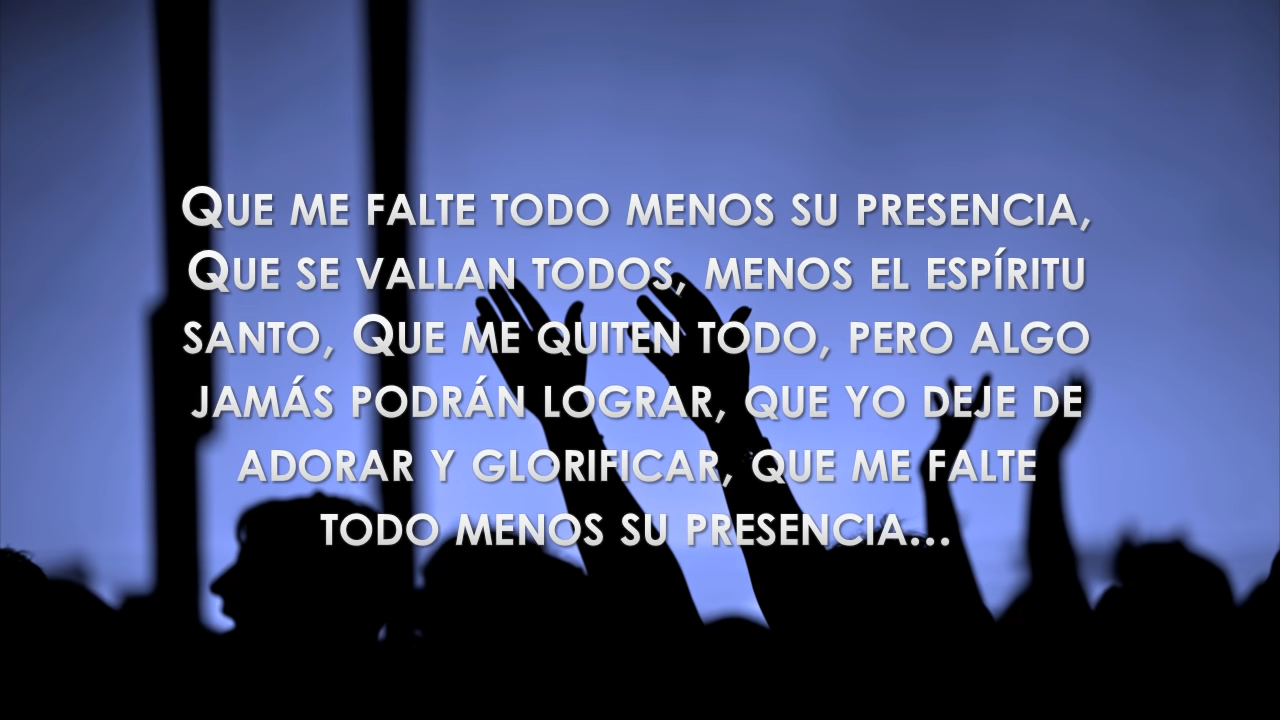 Que me falte todo menos su presencia,
Que se vallan todos, menos el espíritu
santo, Que me quiten todo, pero algo
jamás podrán lograr, que yo deje de
adorar y glorificar, que me falte
todo menos su presencia...